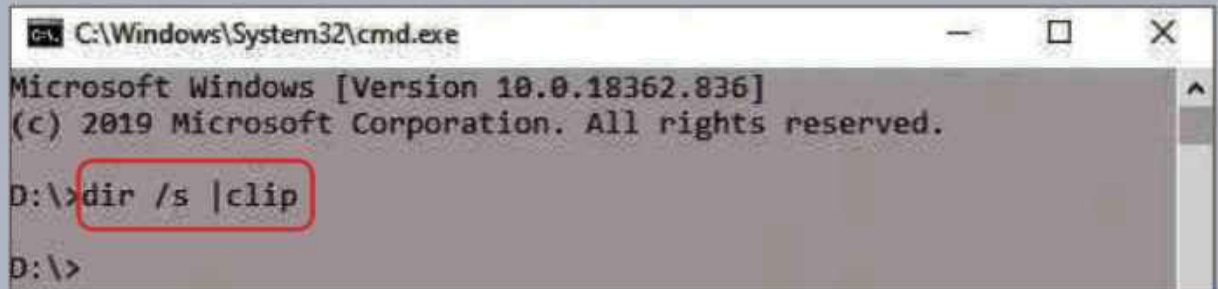 C:\Windows\System32\cmd.exe
Microsoft Windows [Version 10.0.18362.836]
(c) 2019 Microsoft Corporation. All rights reserved.
D:\>dir /s |clip
D:\>